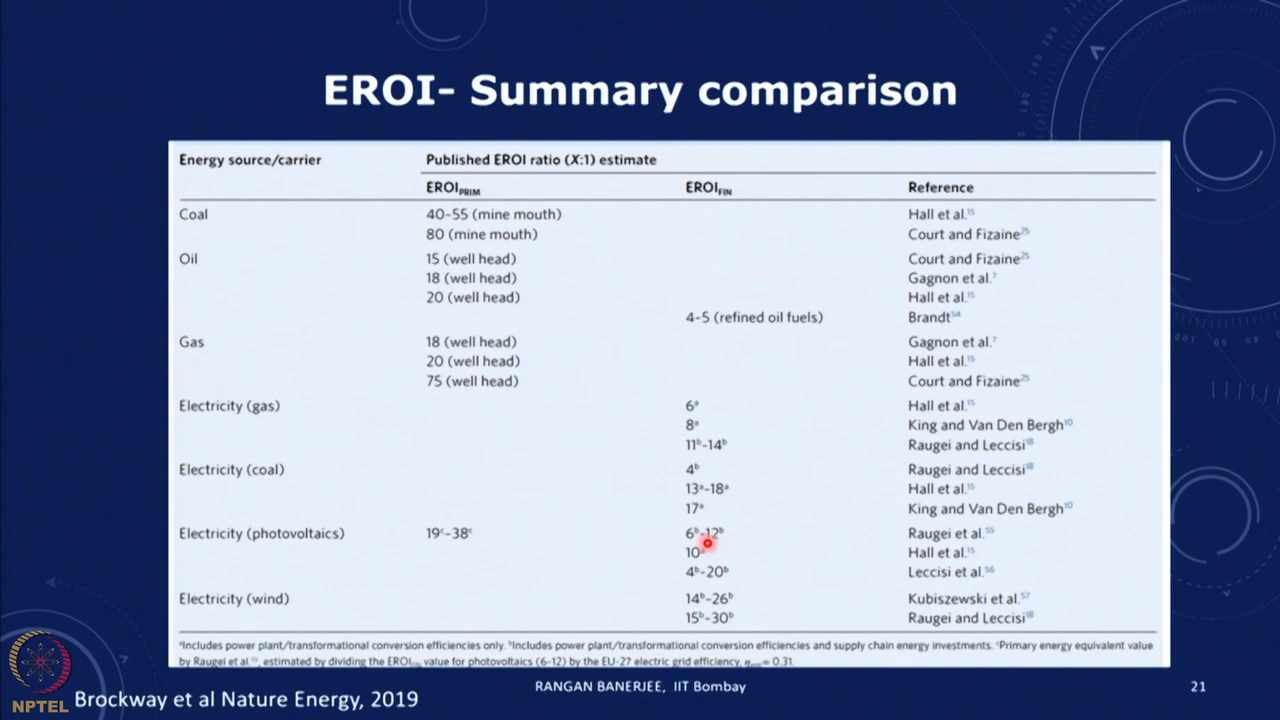 EROI- Summary comparison
Energy source/carrier Published EROI ratio (X:1) estimate
EROI_PRIM EROI_FIN Reference
Coal 40–55 (mine mouth) Hall et al.¹⁵
80 (mine mouth) Court and Fizaine²⁵
Oil 15 (well head) Court and Fizaine²⁵
18 (well head) Gagnon et al.⁷
20 (well head) Hall et al.¹⁵
4-5 (refined oil fuels) Brandt⁵⁴
Gas 18 (well head) Gagnon et al.⁷
20 (well head) Hall et al.¹⁵
75 (well head) Court and Fizaine²⁵
Electricity (gas) 6ᵃ Hall et al.¹⁵
8ᵃ King and Van Den Bergh¹⁰
11ᵇ-14ᵇ Raugei and Leccisi¹⁸
Electricity (coal) 4ᵇ Raugei and Leccisi¹⁸
13ᵃ-18ᵃ Hall et al.¹⁵
17ᵃ King and Van Den Bergh¹⁰
Electricity (photovoltaics) 19ᶜ-38ᶜ 6ᵇ-12ᵇ Raugei et al.⁵⁵
10 Hall et al.¹⁵
4ᵇ-20ᵇ Leccisi et al.⁵⁶
Electricity (wind) 14ᵇ-26ᵇ Kubiszewski et al.⁵⁷
15ᵇ-30ᵇ Raugei and Leccisi¹⁸
ᵃIncludes power plant/transformational conversion efficiencies only. ᵇIncludes power plant/transformational conversion efficiencies and supply chain energy investments. ᶜPrimary energy equivalent value
by Raugei et al. , estimated by dividing the EROI value for photovoltaics (6-12) by the EU-27 electric grid efficiency, = 0.31.
NPTEL
Brockway et al Nature Energy, 2019
RANGAN BANERJEE, IIT Bombay
21